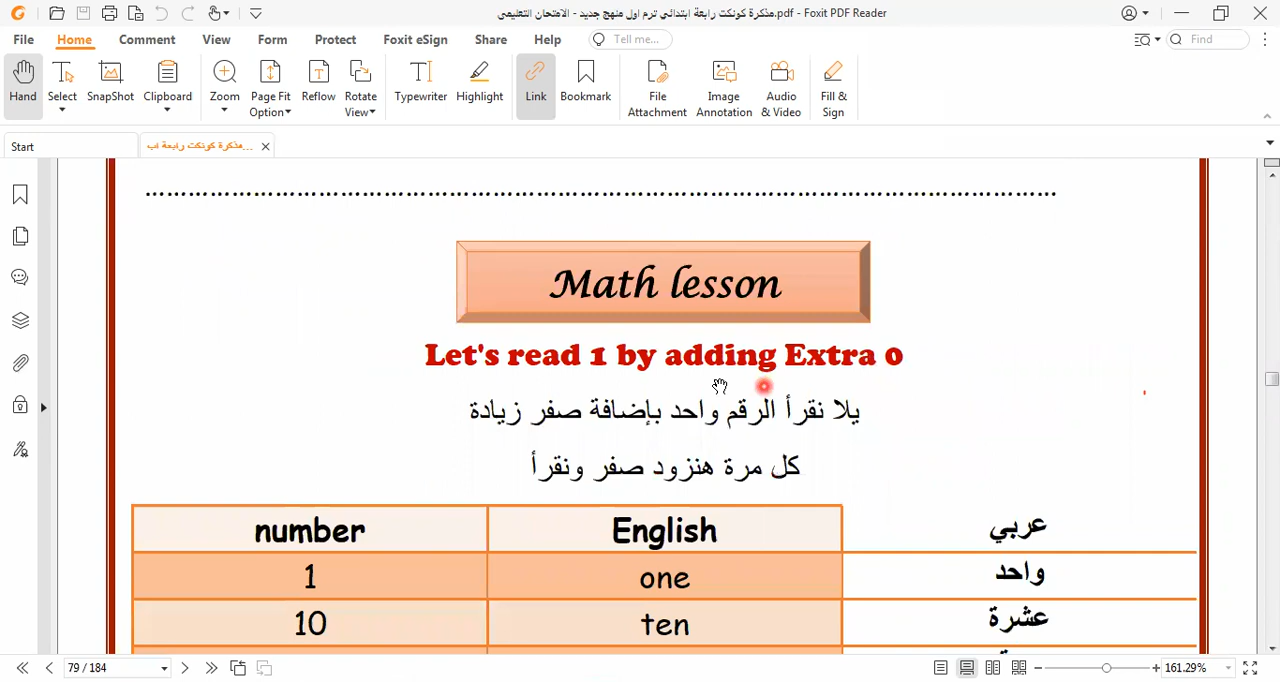 مذكرة كونكت رابعة ابتدائي ترم اول منهج جديد - الامتحان التعليمي.pdf - Foxit PDF Reader
File Home Comment View Form Protect Foxit eSign Share Help Tell me... Find
Hand Select SnapShot Clipboard Zoom Page Fit Option Reflow Rotate View Typewriter Highlight Link Bookmark File Attachment Image Annotation Audio & Video Fill & Sign
Start مذكرة كونكت رابعة اب...
Math lesson
Let's read 1 by adding Extra 0
يلا نقرأ الرقم واحد بإضافة صفر زيادة
كل مرة هنزود صفر ونقرأ
number English عربي
1 one واحد
10 ten عشرة
79 / 184 161.29%